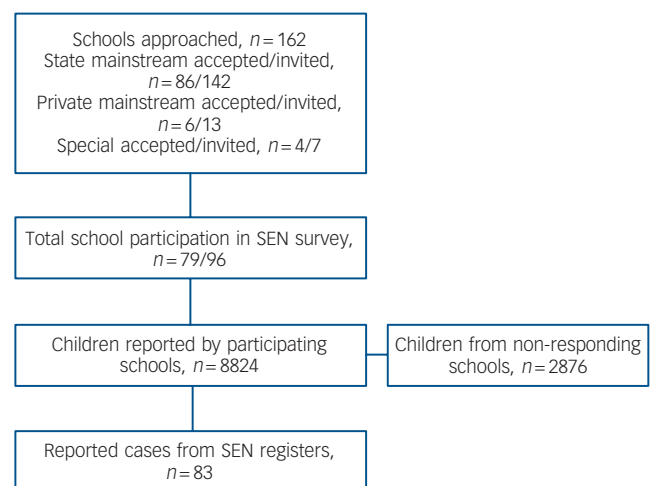 Schools approached, n=162
State mainstream accepted/invited,
n=86/142
Private mainstream accepted/invited,
n=6/13
Special accepted/invited, n=4/7
Total school participation in SEN survey,
n=79/96
Children reported by participating
schools, n=8824
Children from non-responding
schools, n=2876
Reported cases from SEN registers,
n=83